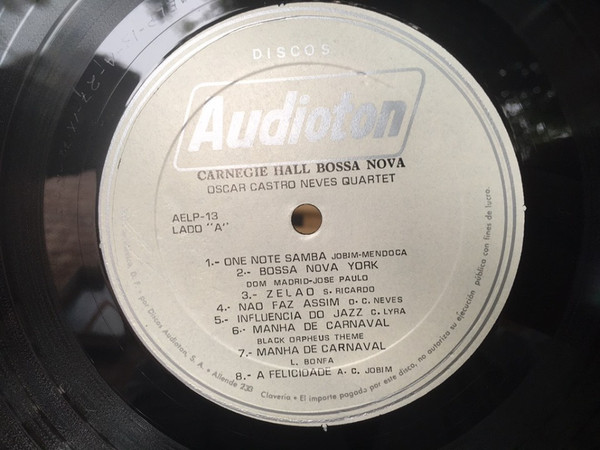 DISCOS
Audioton
CARNEGIE HALL BOSSA NOVA
OSCAR CASTRO NEVES QUARTET
AELP-13
LADO "A"
1.- ONE NOTE SAMBA JOBIM-MENDOCA
2.- BOSSA NOVA YORK
DOM MADRID-JOSE PAULO
3.- ZELAO S. RICARDO
4.- NAO FAZ ASSIM O. C. NEVES
5.- INFLUENCIA DO JAZZ C. LYRA
6.- MANHA DE CARNAVAL
BLACK ORPHEUS THEME
7.- MANHA DE CARNAVAL
L. BONFA
8.- A FELICIDADE A. C. JOBIM
D. F. • por Discos Audioton, S. A. • Allende 230 Clavería • El importe pagado por este disco, no autoriza su ejecución pública con fines de lucro.